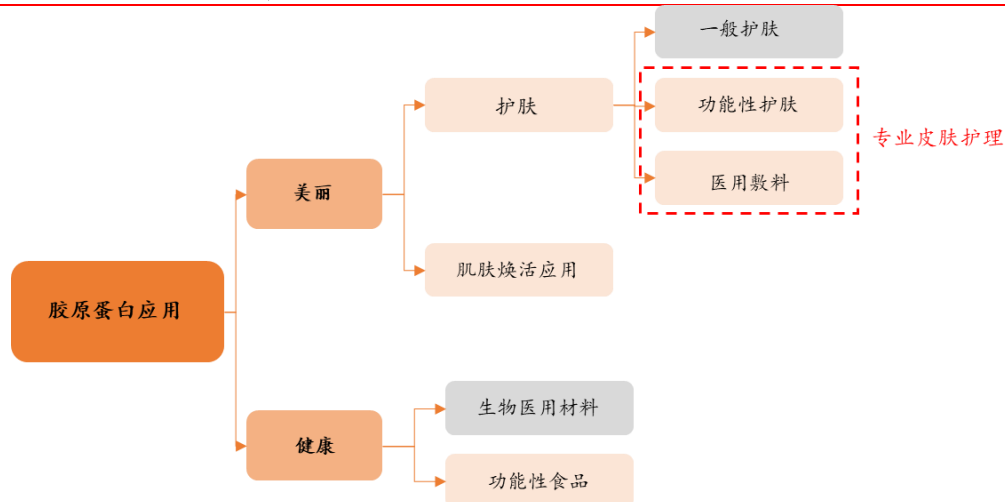 一般护肤
护肤
功能性护肤
专业皮肤护理
美丽
医用敷料
肌肤焕活应用
胶原蛋白应用
生物医用材料
健康
功能性食品